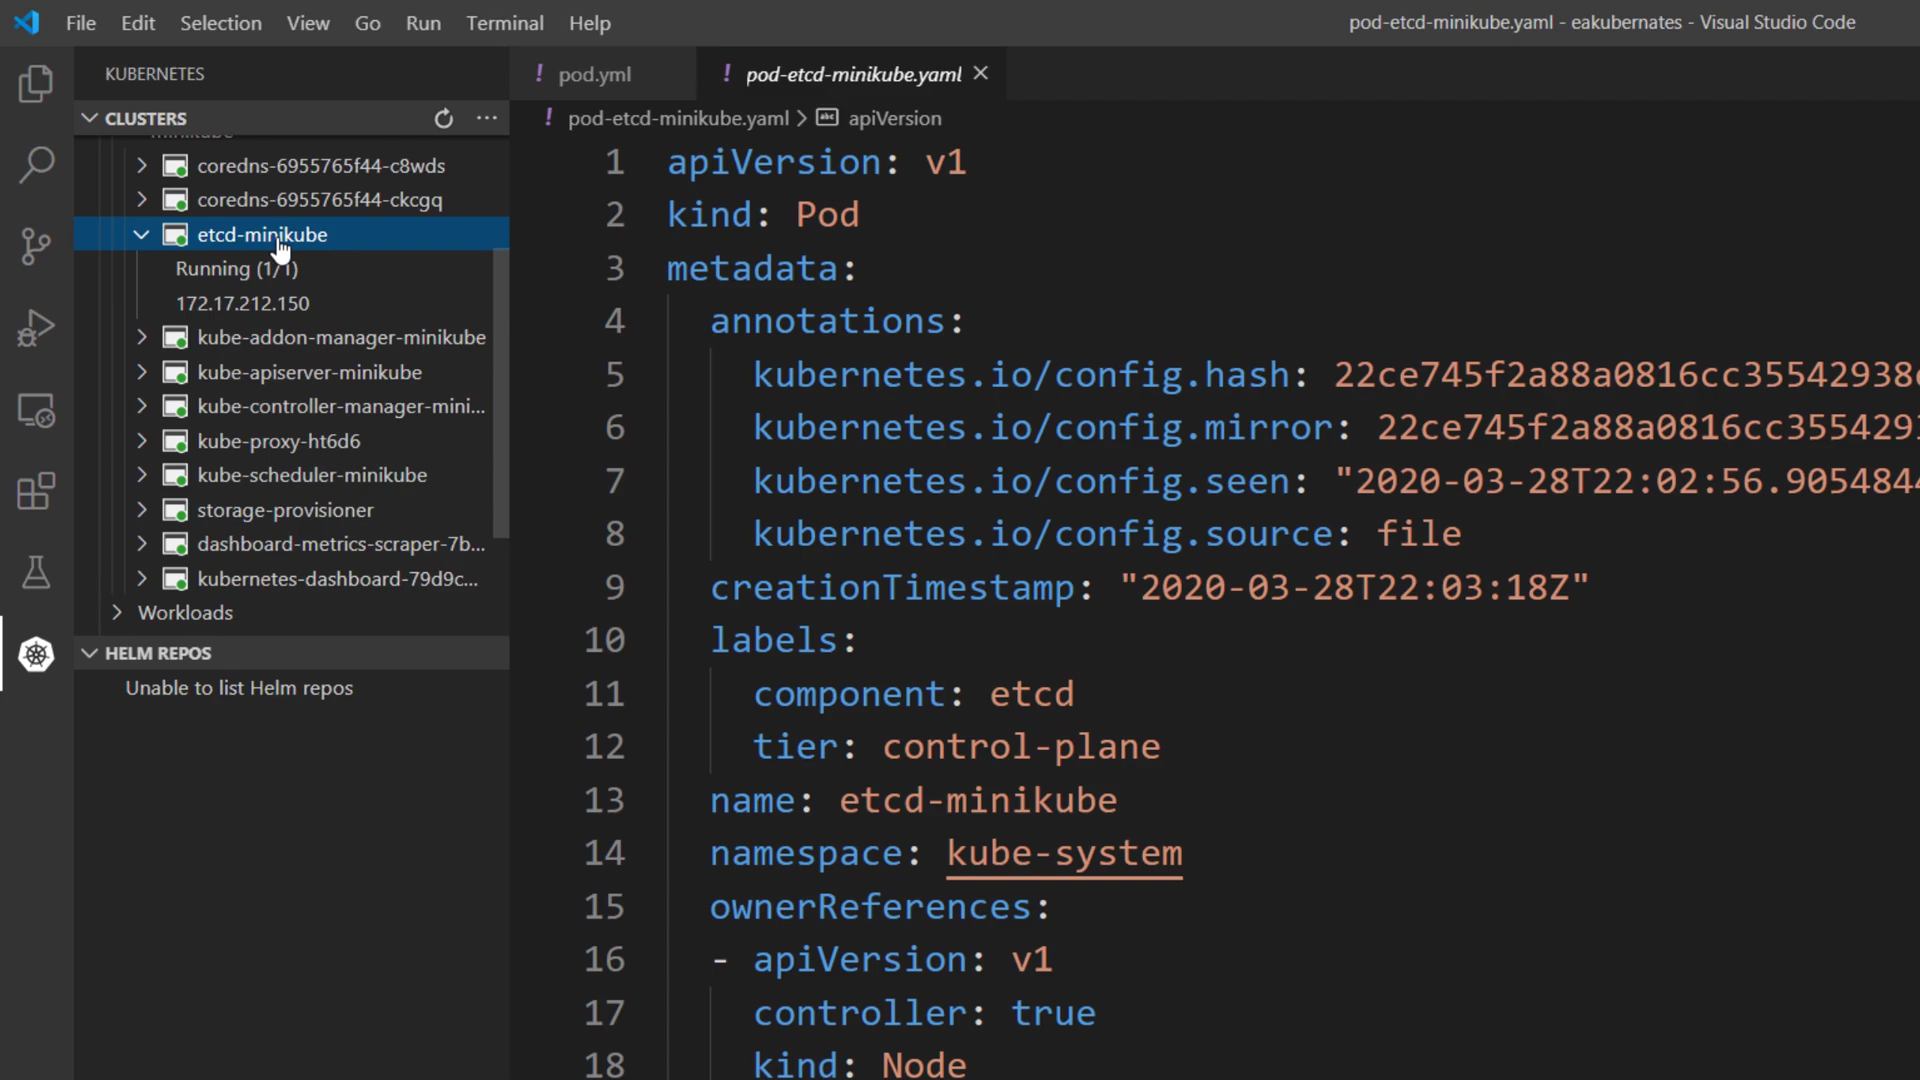 File Edit Selection View Go Run Terminal Help
pod-etcd-minikube.yaml - eakubernates - Visual Studio Code
KUBERNETES
CLUSTERS
minikube
coredns-6955765f44-c8wds
coredns-6955765f44-ckcgq
etcd-minikube
Running (1/1)
172.17.212.150
kube-addon-manager-minikube
kube-apiserver-minikube
kube-controller-manager-mini...
kube-proxy-ht6d6
kube-scheduler-minikube
storage-provisioner
dashboard-metrics-scraper-7b...
kubernetes-dashboard-79d9c...
Workloads
HELM REPOS
Unable to list Helm repos
! pod.yml
! pod-etcd-minikube.yaml
! pod-etcd-minikube.yaml > abc apiVersion
1 apiVersion: v1
2 kind: Pod
3 metadata:
4 annotations:
5 kubernetes.io/config.hash: 22ce745f2a88a0816cc35542938
6 kubernetes.io/config.mirror: 22ce745f2a88a0816cc355429
7 kubernetes.io/config.seen: "2020-03-28T22:02:56.905484
8 kubernetes.io/config.source: file
9 creationTimestamp: "2020-03-28T22:03:18Z"
10 labels:
11 component: etcd
12 tier: control-plane
13 name: etcd-minikube
14 namespace: kube-system
15 ownerReferences:
16 - apiVersion: v1
17 controller: true
18 kind: Node